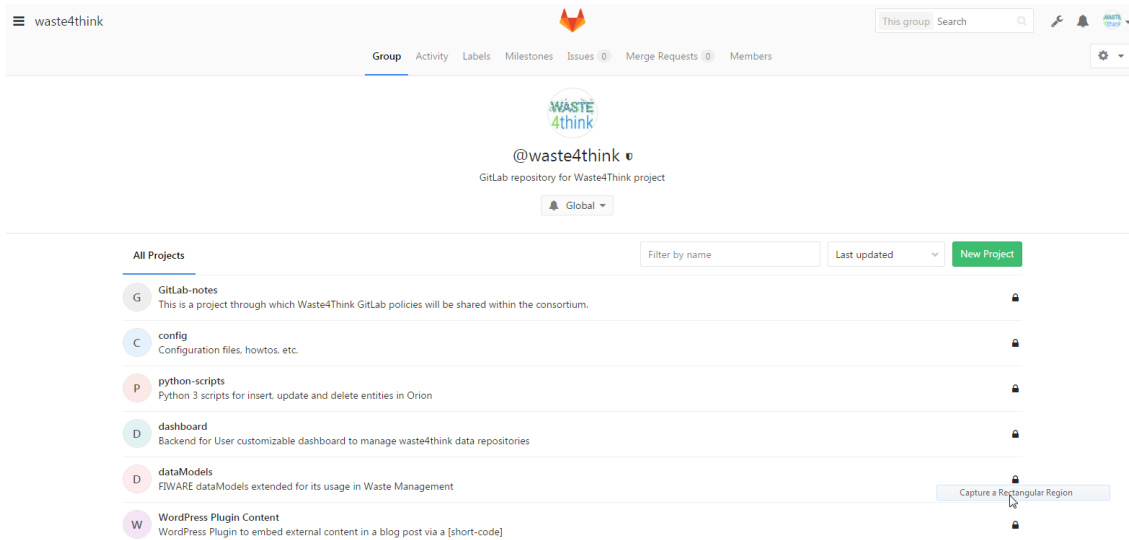 waste4think
This group Search
Group Activity Labels Milestones Issues 0 Merge Requests 0 Members
WASTE
4think
@waste4think
GitLab repository for Waste4Think project
Global
All Projects
Filter by name
Last updated
New Project
G
GitLab-notes
This is a project through which Waste4Think GitLab policies will be shared within the consortium.
C
config
Configuration files, howtos, etc.
P
python-scripts
Python 3 scripts for insert, update and delete entities in Orion
D
dashboard
Backend for User customizable dashboard to manage waste4think data repositories
D
dataModels
FIWARE dataModels extended for its usage in Waste Management
Capture a Rectangular Region
W
WordPress Plugin Content
WordPress Plugin to embed external content in a blog post via a [short-code]